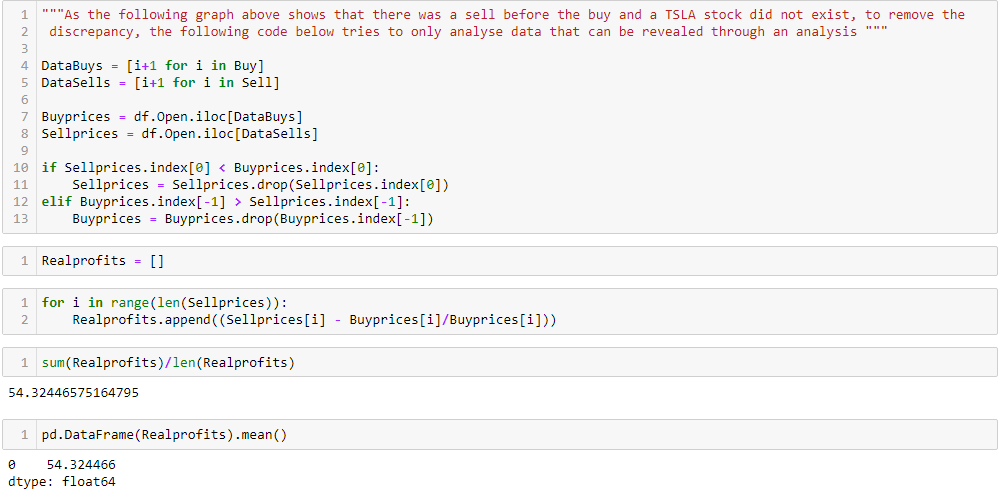 1 """As the following graph above shows that there was a sell before the buy and a TSLA stock did not exist, to remove the
2 discrepancy, the following code below tries to only analyse data that can be revealed through an analysis """
3
4 DataBuys = [i+1 for i in Buy]
5 DataSells = [i+1 for i in Sell]
6
7 Buyprices = df.Open.iloc[DataBuys]
8 Sellprices = df.Open.iloc[DataSells]
9
10 if Sellprices.index[0] < Buyprices.index[0]:
11     Sellprices = Sellprices.drop(Sellprices.index[0])
12 elif Buyprices.index[-1] > Sellprices.index[-1]:
13     Buyprices = Buyprices.drop(Buyprices.index[-1])
1 Realprofits = []
1 for i in range(len(Sellprices)):
2     Realprofits.append((Sellprices[i] - Buyprices[i]/Buyprices[i]))
1 sum(Realprofits)/len(Realprofits)
54.32446575164795
1 pd.DataFrame(Realprofits).mean()
0    54.324466
dtype: float64